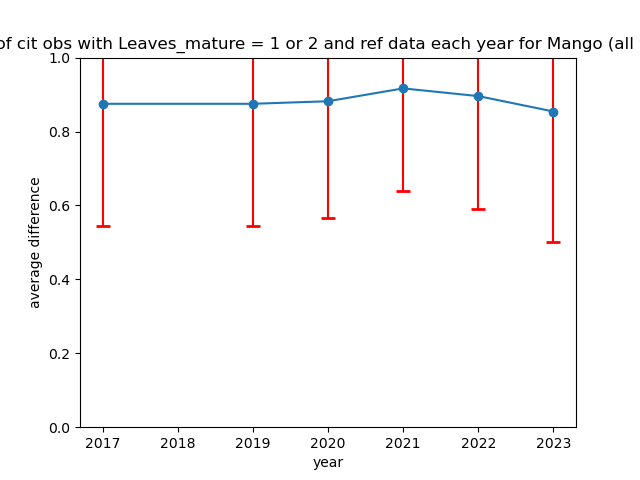 of cit obs with Leaves_mature = 1 or 2 and ref data each year for Mango (all
1.0
0.8
0.6
0.4
0.2
0.0
average difference
2017 2018 2019 2020 2021 2022 2023
year